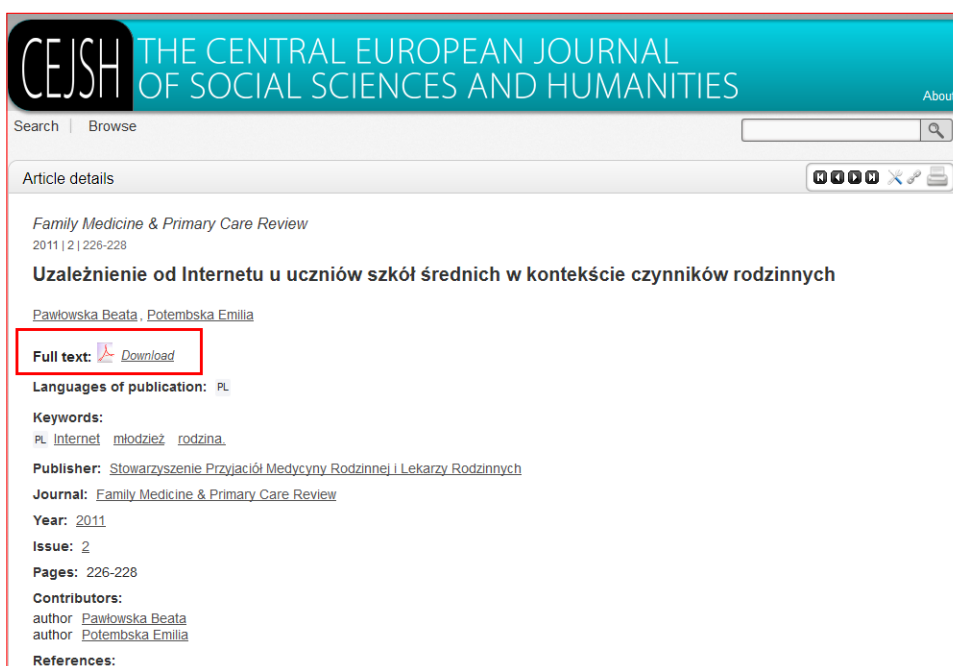 CEJSH THE CENTRAL EUROPEAN JOURNAL
OF SOCIAL SCIENCES AND HUMANITIES
About
Search | Browse
Article details
Family Medicine & Primary Care Review
2011 | 2 | 226-228
Uzależnienie od Internetu u uczniów szkół średnich w kontekście czynników rodzinnych
Pawłowska Beata , Potembska Emilia
Full text: Download
Languages of publication: PL
Keywords:
PL Internet młodzież rodzina.
Publisher: Stowarzyszenie Przyjaciół Medycyny Rodzinnej i Lekarzy Rodzinnych
Journal: Family Medicine & Primary Care Review
Year: 2011
Issue: 2
Pages: 226-228
Contributors:
author Pawłowska Beata
author Potembska Emilia
References: